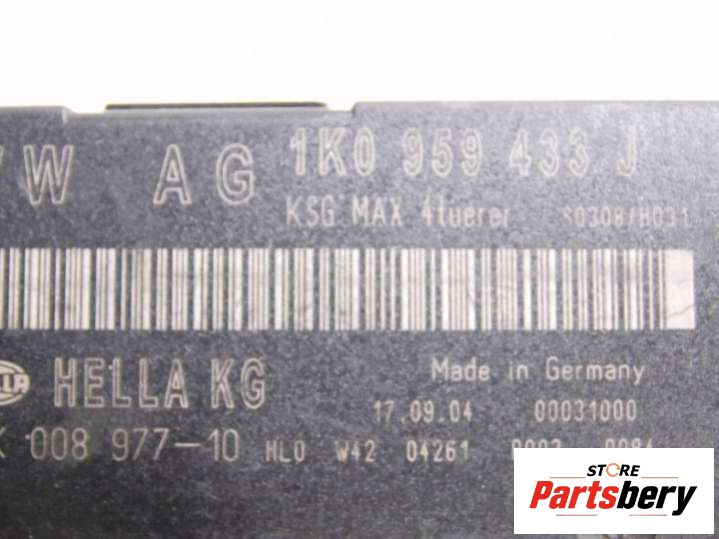 W AG 1K0 959 433 J
KSG MAX 4tuerer S0308/H031
HELLA KG Made in Germany
17.09.04 00031000
008 977-10 HLO W42 04261
STORE
Partsbery